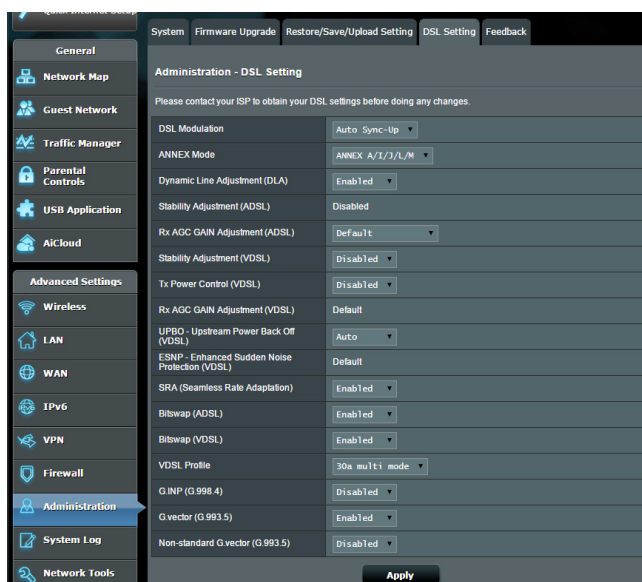 Quick Internet Setup
General
Network Map
Guest Network
Traffic Manager
Parental
Controls
USB Application
AiCloud
Advanced Settings
Wireless
LAN
WAN
IPv6
VPN
Firewall
Administration
System Log
Network Tools
System Firmware Upgrade Restore/Save/Upload Setting DSL Setting Feedback
Administration - DSL Setting
Please contact your ISP to obtain your DSL settings before doing any changes.
DSL Modulation Auto Sync-Up
ANNEX Mode ANNEX A/I/J/L/M
Dynamic Line Adjustment (DLA) Enabled
Stability Adjustment (ADSL) Disabled
Rx AGC GAIN Adjustment (ADSL) Default
Stability Adjustment (VDSL) Disabled
Tx Power Control (VDSL) Disabled
Rx AGC GAIN Adjustment (VDSL) Default
UPBO - Upstream Power Back Off
(VDSL) Auto
ESNP - Enhanced Sudden Noise
Protection (VDSL) Default
SRA (Seamless Rate Adaptation) Enabled
Bitswap (ADSL) Enabled
Bitswap (VDSL) Enabled
VDSL Profile 30a multi mode
G.INP (G.998.4) Disabled
G.vector (G.993.5) Enabled
Non-standard G.vector (G.993.5) Disabled
Apply